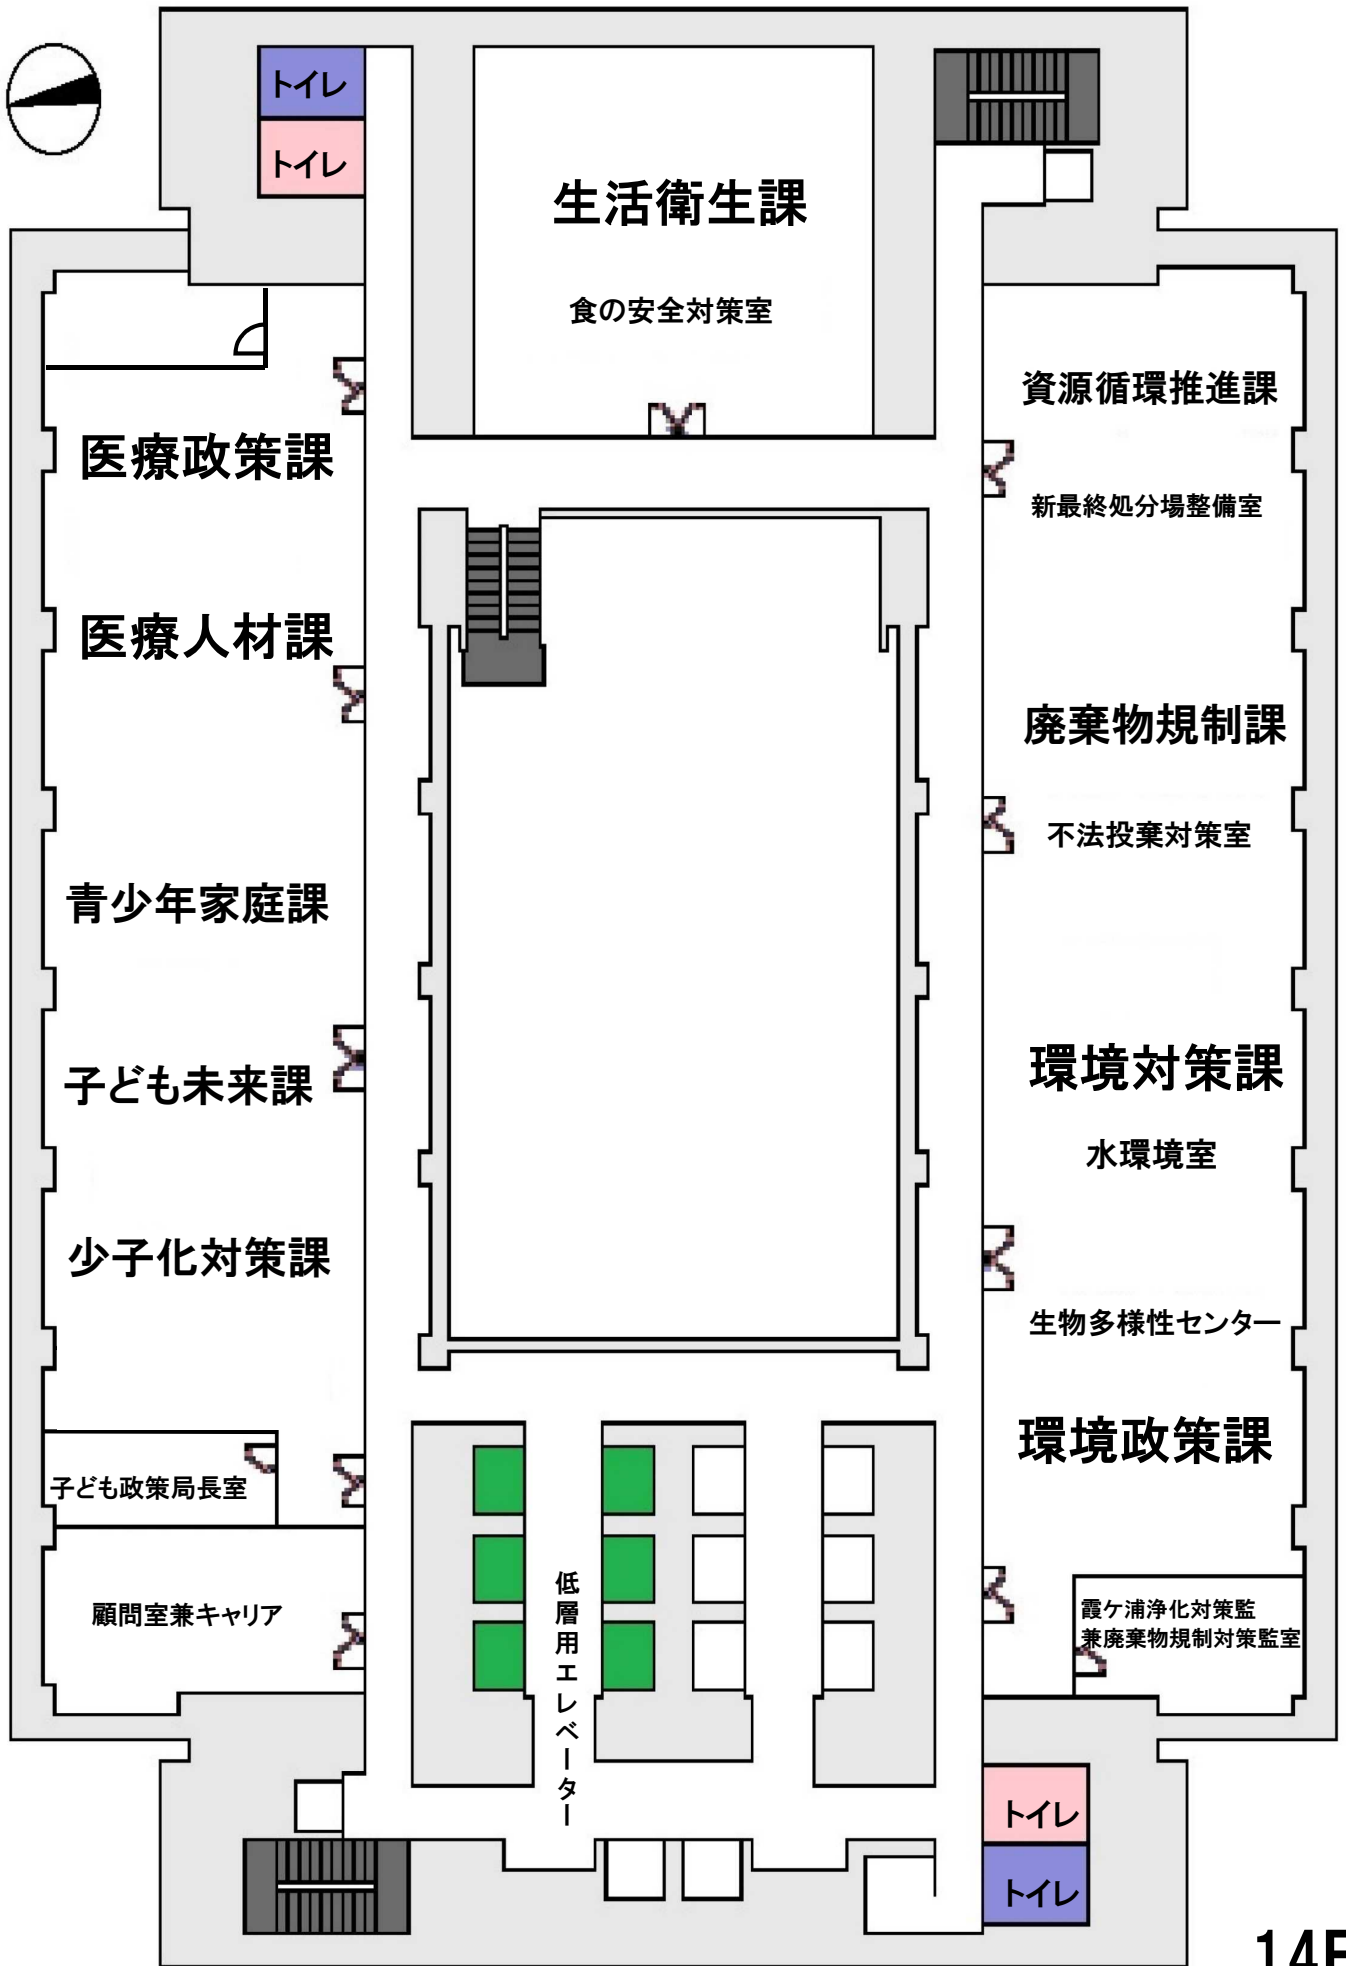 トイレ
トイレ
生活衛生課
食の安全対策室
医療政策課
医療人材課
青少年家庭課
子ども未来課
少子化対策課
子ども政策局長室
顧問室兼キャリア
資源循環推進課
新最終処分場整備室
廃棄物規制課
不法投棄対策室
環境対策課
水環境室
生物多様性センター
環境政策課
霞ケ浦浄化対策監
兼廃棄物規制対策監室
低層用エレベーター
トイレ
トイレ
14F